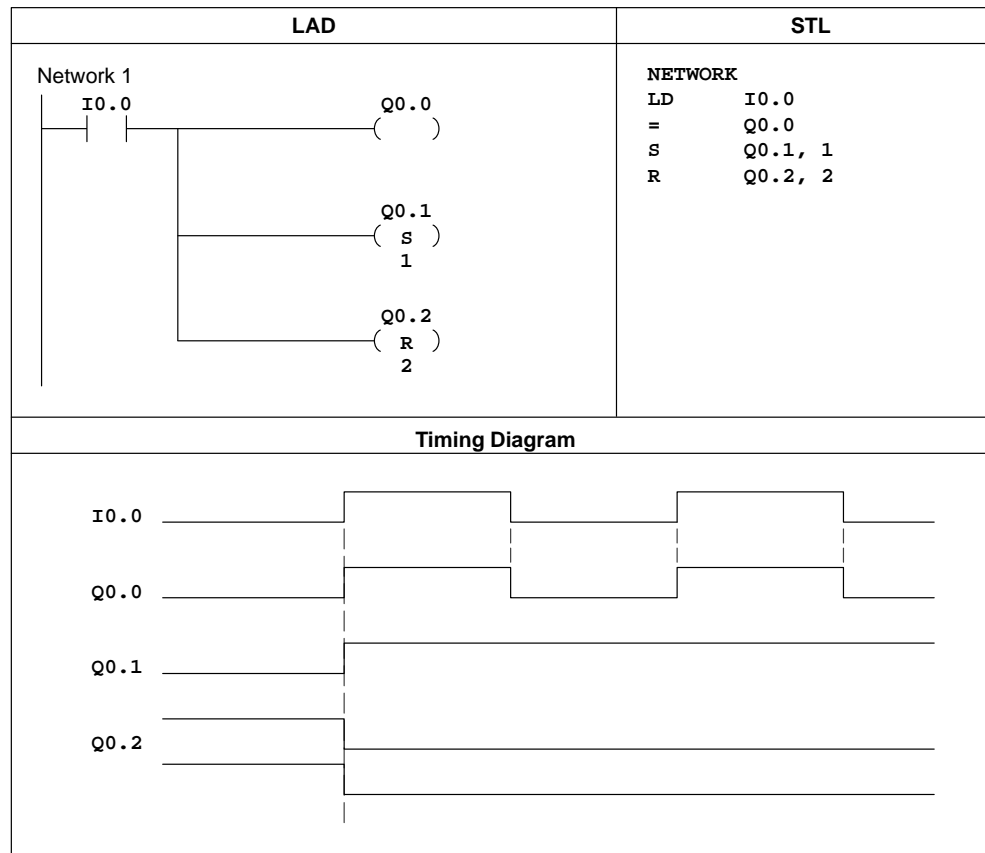 LAD
STL
Network 1
I0.0
Q0.0
Q0.1
S
1
Q0.2
R
2
NETWORK
LD I0.0
= Q0.0
S Q0.1, 1
R Q0.2, 2
Timing Diagram
I0.0
Q0.0
Q0.1
Q0.2